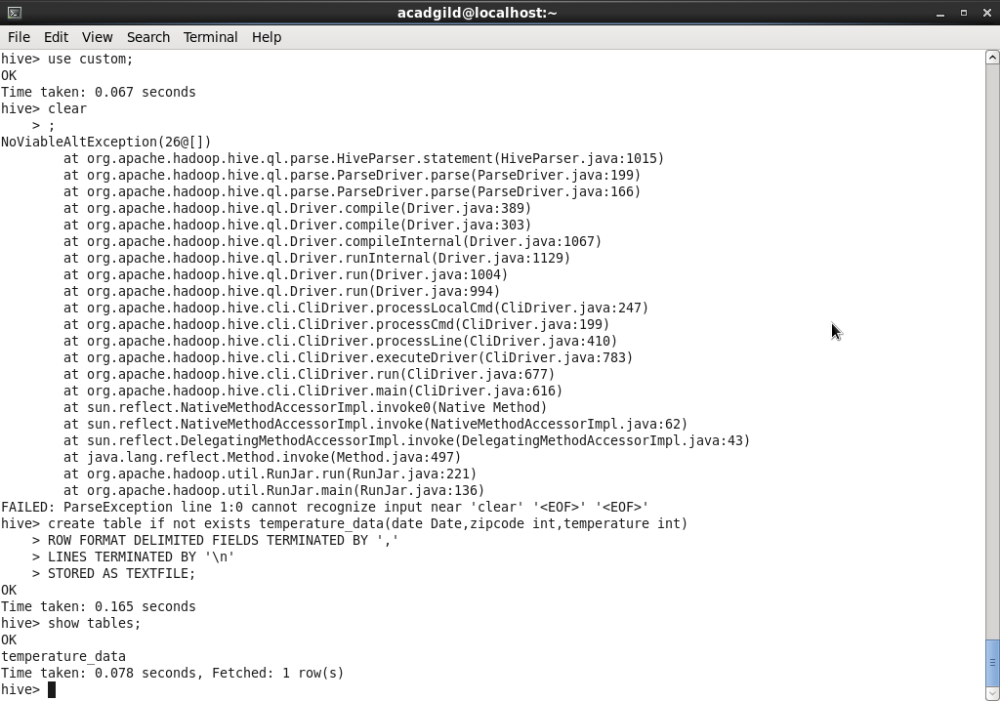 acadgild@localhost:~
File Edit View Search Terminal Help
hive> use custom;
OK
Time taken: 0.067 seconds
hive> clear
    > ;
NoViableAltException(26@[])
        at org.apache.hadoop.hive.ql.parse.HiveParser.statement(HiveParser.java:1015)
        at org.apache.hadoop.hive.ql.parse.ParseDriver.parse(ParseDriver.java:199)
        at org.apache.hadoop.hive.ql.parse.ParseDriver.parse(ParseDriver.java:166)
        at org.apache.hadoop.hive.ql.Driver.compile(Driver.java:389)
        at org.apache.hadoop.hive.ql.Driver.compile(Driver.java:303)
        at org.apache.hadoop.hive.ql.Driver.compileInternal(Driver.java:1067)
        at org.apache.hadoop.hive.ql.Driver.runInternal(Driver.java:1129)
        at org.apache.hadoop.hive.ql.Driver.run(Driver.java:1004)
        at org.apache.hadoop.hive.ql.Driver.run(Driver.java:994)
        at org.apache.hadoop.hive.cli.CliDriver.processLocalCmd(CliDriver.java:247)
        at org.apache.hadoop.hive.cli.CliDriver.processCmd(CliDriver.java:199)
        at org.apache.hadoop.hive.cli.CliDriver.processLine(CliDriver.java:410)
        at org.apache.hadoop.hive.cli.CliDriver.executeDriver(CliDriver.java:783)
        at org.apache.hadoop.hive.cli.CliDriver.run(CliDriver.java:677)
        at org.apache.hadoop.hive.cli.CliDriver.main(CliDriver.java:616)
        at sun.reflect.NativeMethodAccessorImpl.invoke0(Native Method)
        at sun.reflect.NativeMethodAccessorImpl.invoke(NativeMethodAccessorImpl.java:62)
        at sun.reflect.DelegatingMethodAccessorImpl.invoke(DelegatingMethodAccessorImpl.java:43)
        at java.lang.reflect.Method.invoke(Method.java:497)
        at org.apache.hadoop.util.RunJar.run(RunJar.java:221)
        at org.apache.hadoop.util.RunJar.main(RunJar.java:136)
FAILED: ParseException line 1:0 cannot recognize input near 'clear' '<EOF>' '<EOF>'
hive> create table if not exists temperature_data(date Date,zipcode int,temperature int)
    > ROW FORMAT DELIMITED FIELDS TERMINATED BY ','
    > LINES TERMINATED BY '\n'
    > STORED AS TEXTFILE;
OK
Time taken: 0.165 seconds
hive> show tables;
OK
temperature_data
Time taken: 0.078 seconds, Fetched: 1 row(s)
hive>